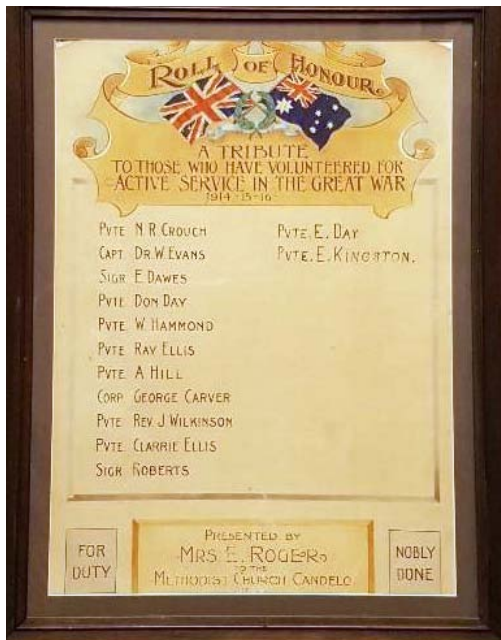 ROLL OF HONOUR
A TRIBUTE
TO THOSE WHO HAVE VOLUNTEERED FOR
ACTIVE SERVICE IN THE GREAT WAR
1914-15-16
PVTE N.R. CROUCH
CAPT. DR. W. EVANS
SIGR E. DAWES
PVTE DON DAY
PVTE W. HAMMOND
PVTE RAY ELLIS
PVTE A HILL
CORP GEORGE CARVER
PVTE REV. J WILKINSON
PVTE CLARRIE ELLIS
SIGR ROBERTS
PVTE. E. DAY
PVTE. E. KINGSTON.
FOR
DUTY
PRESENTED BY
MRS E. ROGERS
TO THE
METHODIST CHURCH CANDELO
NOBLY
DONE